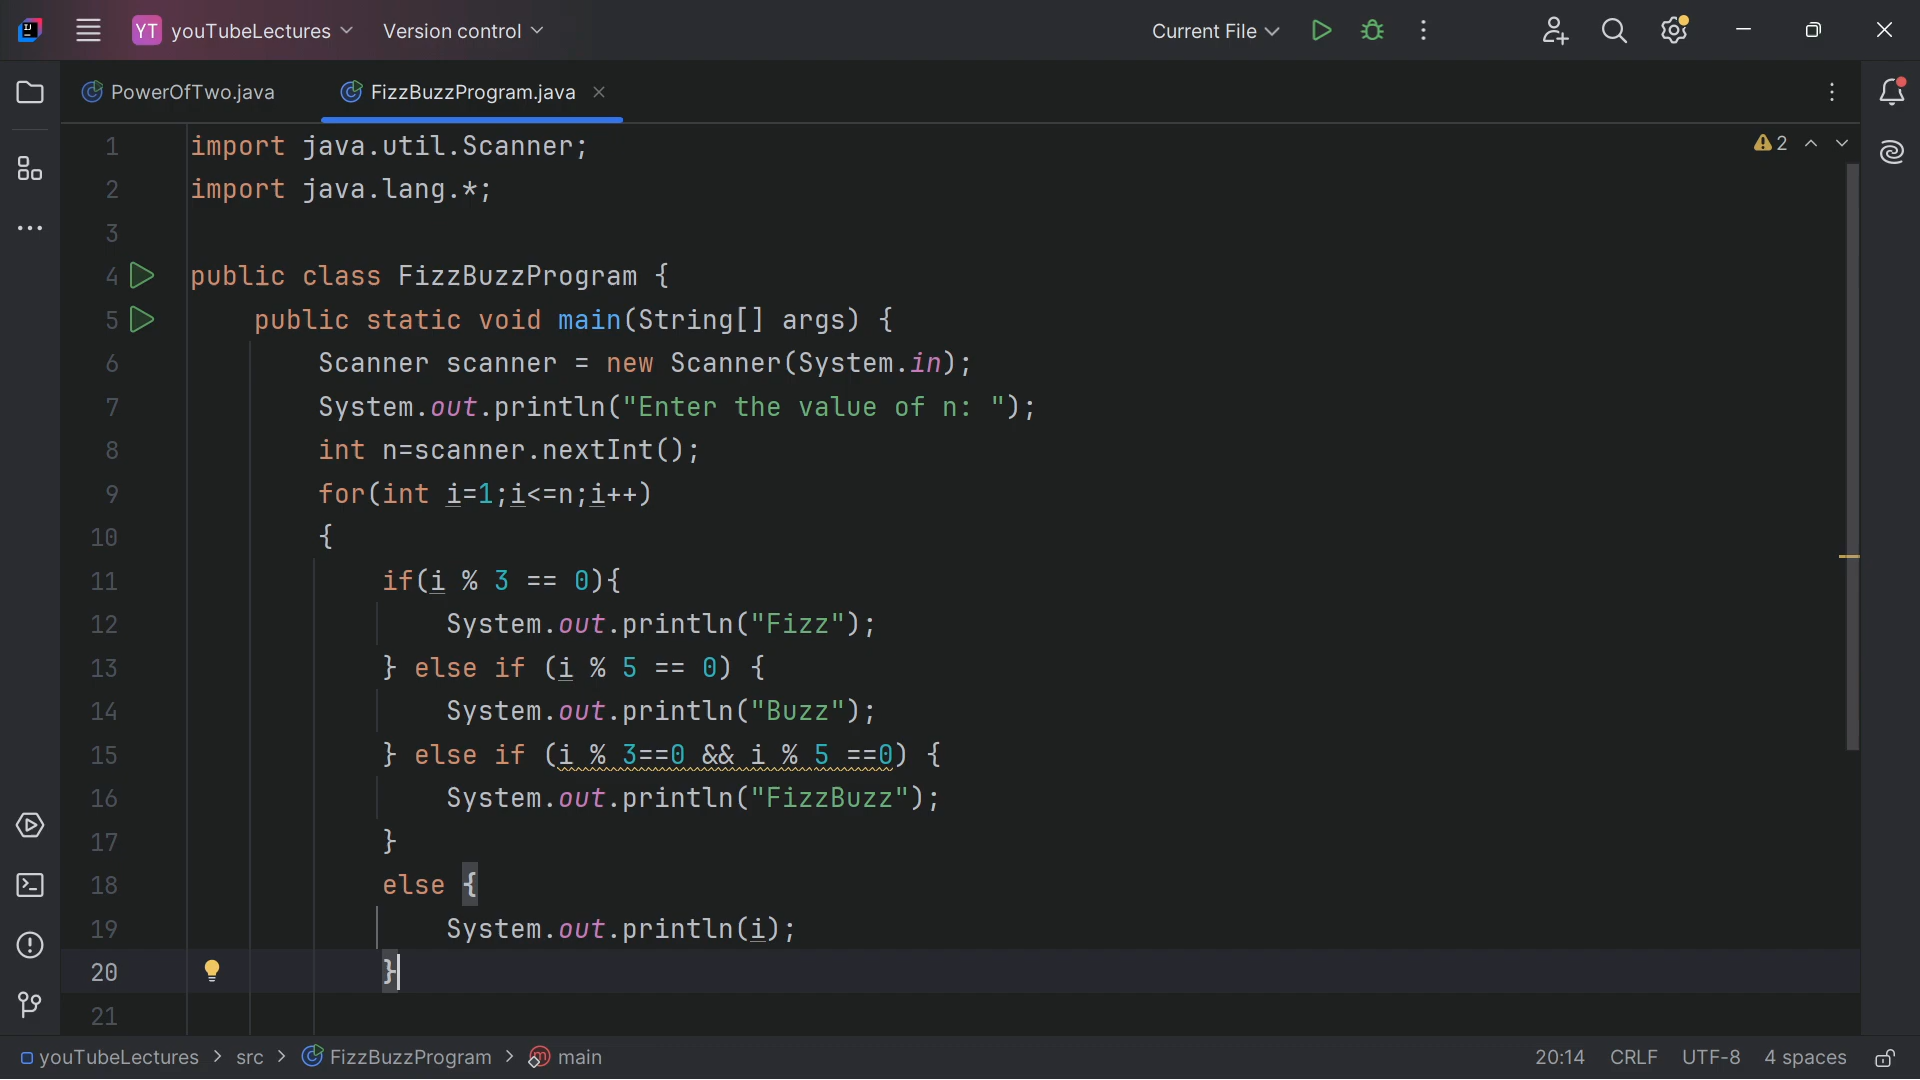 YT youTubeLectures Version control Current File
PowerOfTwo.java FizzBuzzProgram.java
1 import java.util.Scanner;
2 import java.lang.*;
3
4 public class FizzBuzzProgram {
5 public static void main(String[] args) {
6 Scanner scanner = new Scanner(System.in);
7 System.out.println("Enter the value of n: ");
8 int n=scanner.nextInt();
9 for(int i=1;i<=n;i++)
10 {
11 if(i % 3 == 0){
12 System.out.println("Fizz");
13 } else if (i % 5 == 0) {
14 System.out.println("Buzz");
15 } else if (i % 3==0 && i % 5 ==0) {
16 System.out.println("FizzBuzz");
17 }
18 else {
19 System.out.println(i);
20 }
21
2
youTubeLectures > src > FizzBuzzProgram > main 20:14 CRLF UTF-8 4 spaces